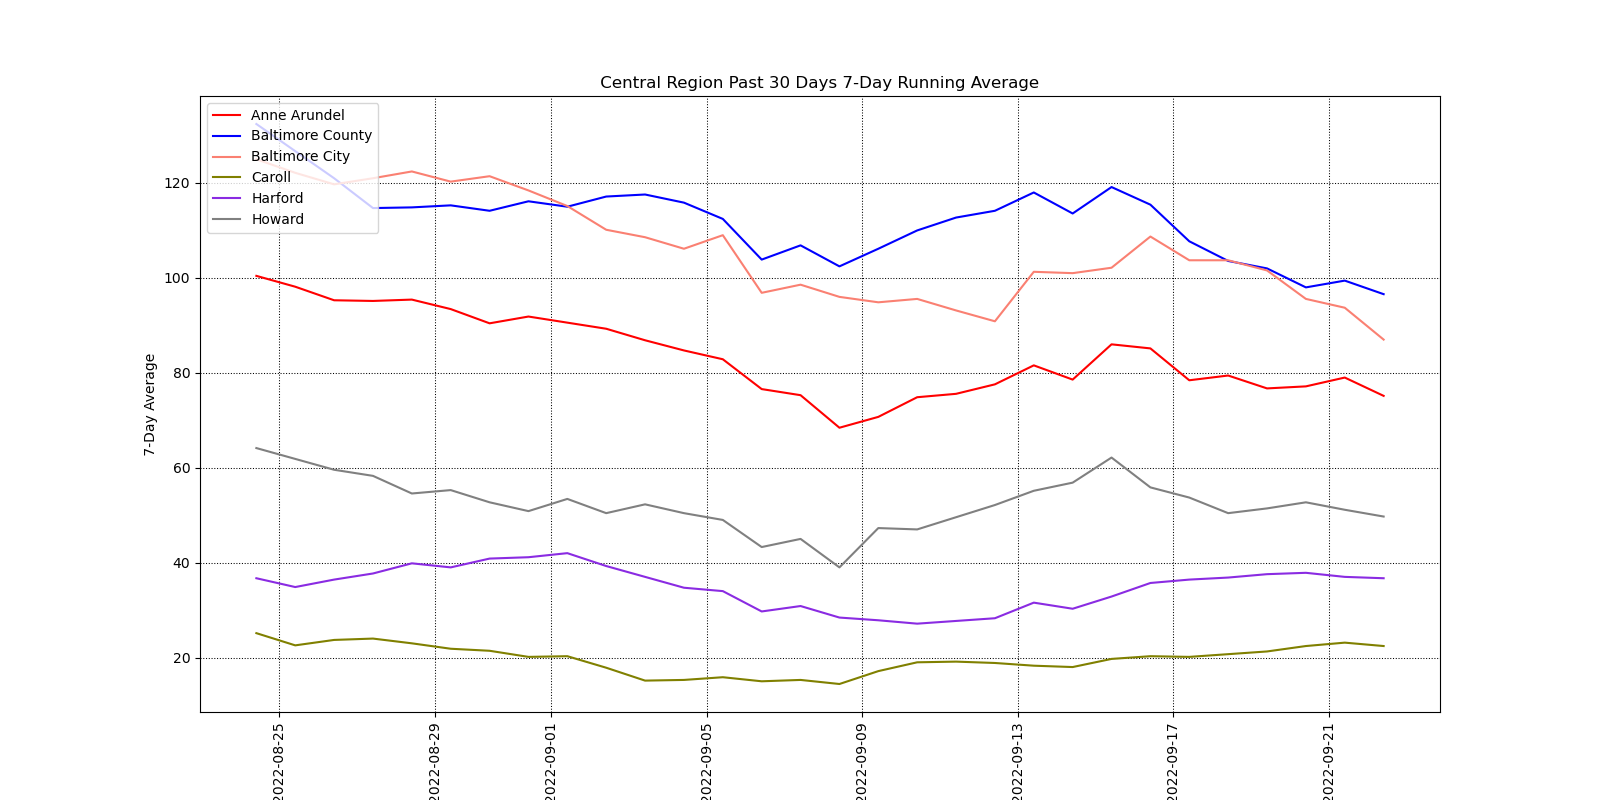 Central Region Past 30 Days 7-Day Running Average
Anne Arundel
Baltimore County
Baltimore City
Caroll
Harford
Howard
7-Day Average
120
100
80
60
40
20
2022-08-25
2022-08-29
2022-09-01
2022-09-05
2022-09-09
2022-09-13
2022-09-17
2022-09-21